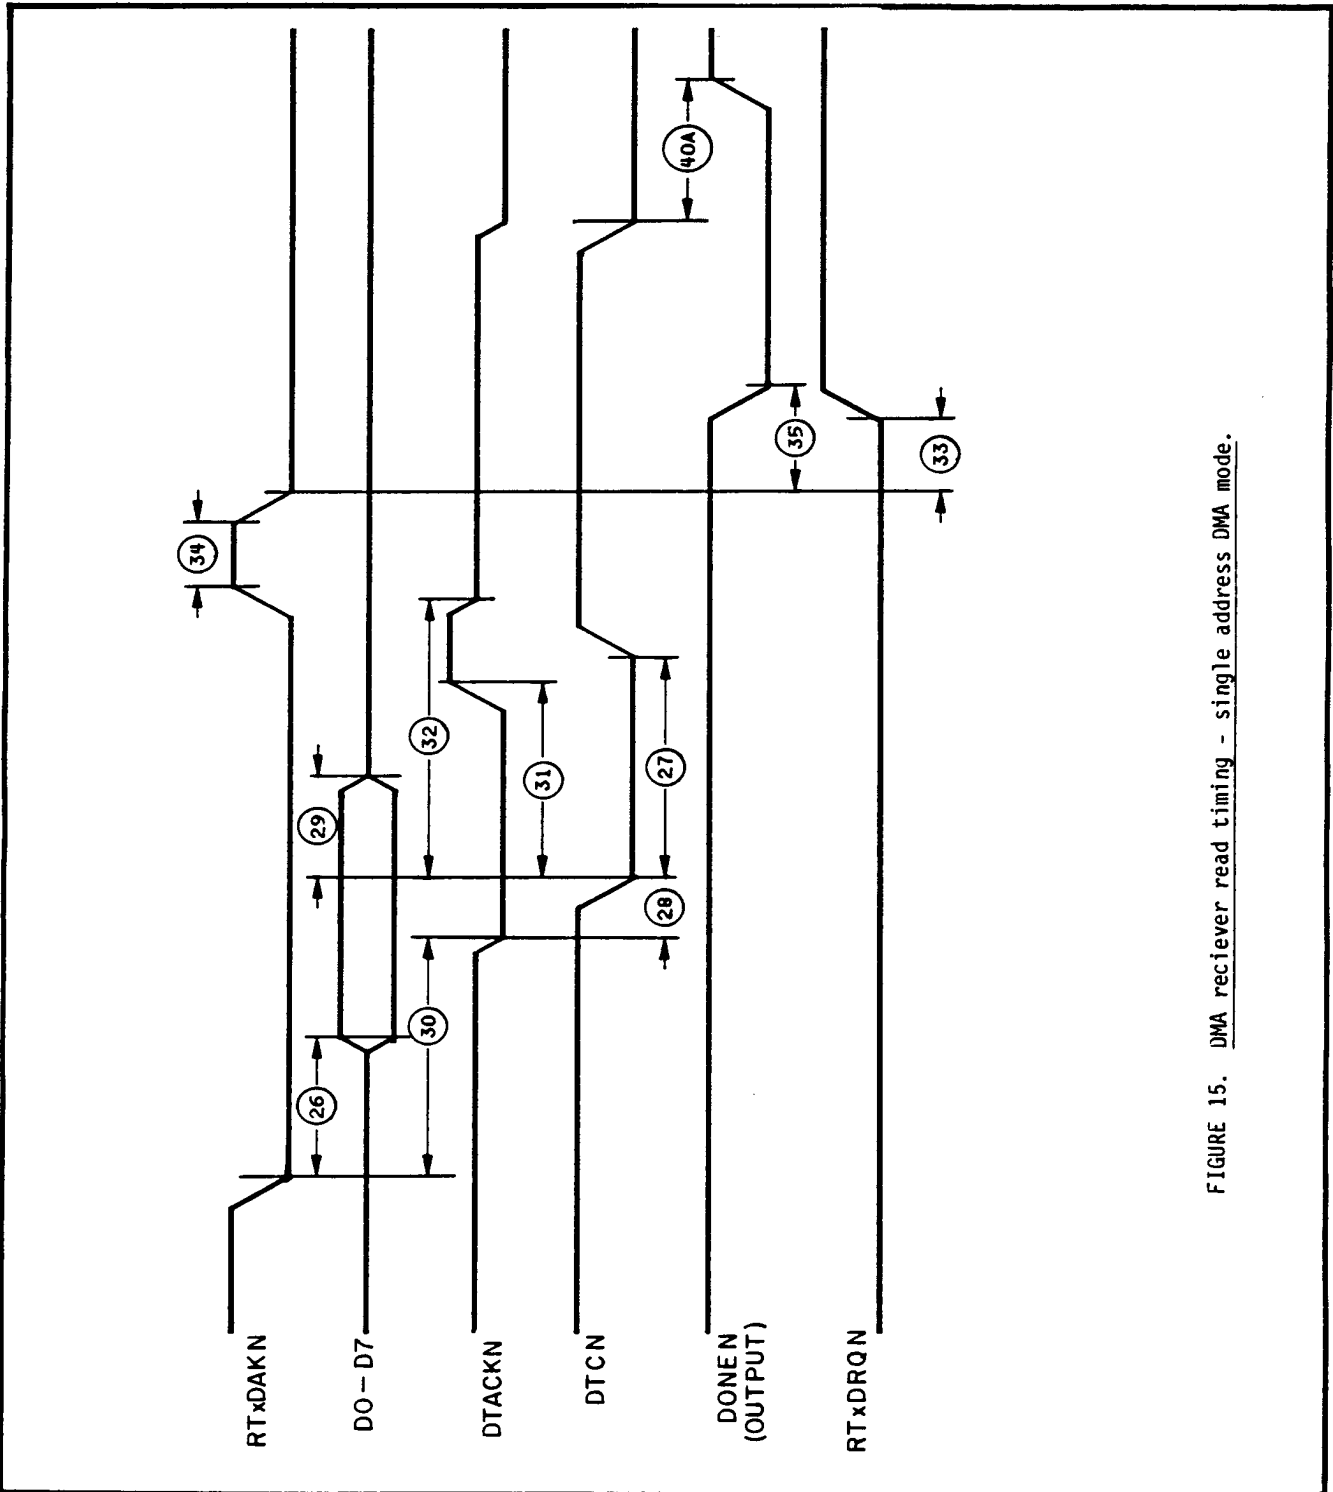 RTxDAKN
DO-D7
DTACKN
DTCN
DONEN
(OUTPUT)
RTxDRQN
26
30
29
32
31
28
27
34
35
33
40A
FIGURE 15. DMA reciever read timing - single address DMA mode.